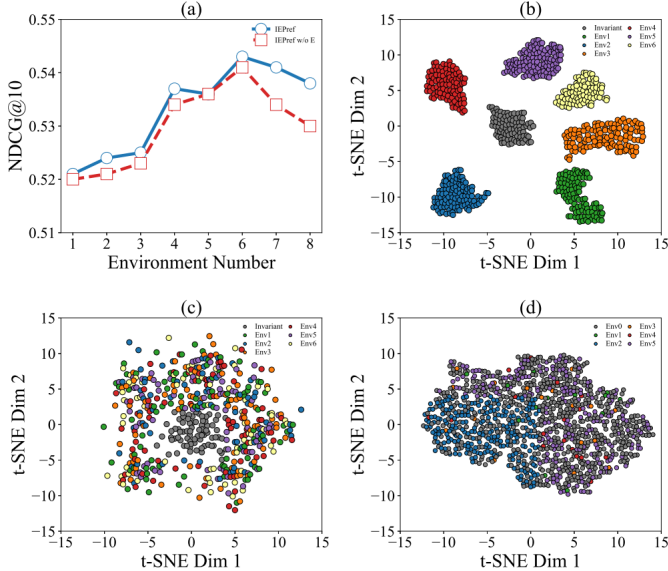 (a)
NDCG@10
0.55
0.54
0.53
0.52
0.51
IEPref
IEPref w/o E
1 2 3 4 5 6 7 8
Environment Number
(b)
t-SNE Dim 2
15
10
5
0
−5
−10
−15
Invariant Env4
Env1 Env5
Env2 Env6
Env3
−15 −10 −5 0 5 10 15
t-SNE Dim 1
(c)
t-SNE Dim 2
15
10
5
0
−5
−10
−15
Invariant Env4
Env1 Env5
Env2 Env6
Env3
−15 −10 −5 0 5 10 15
t-SNE Dim 1
(d)
t-SNE Dim 2
15
10
5
0
−5
−10
−15
Env0 Env3
Env1 Env4
Env2 Env5
−15 −10 −5 0 5 10 15
t-SNE Dim 1